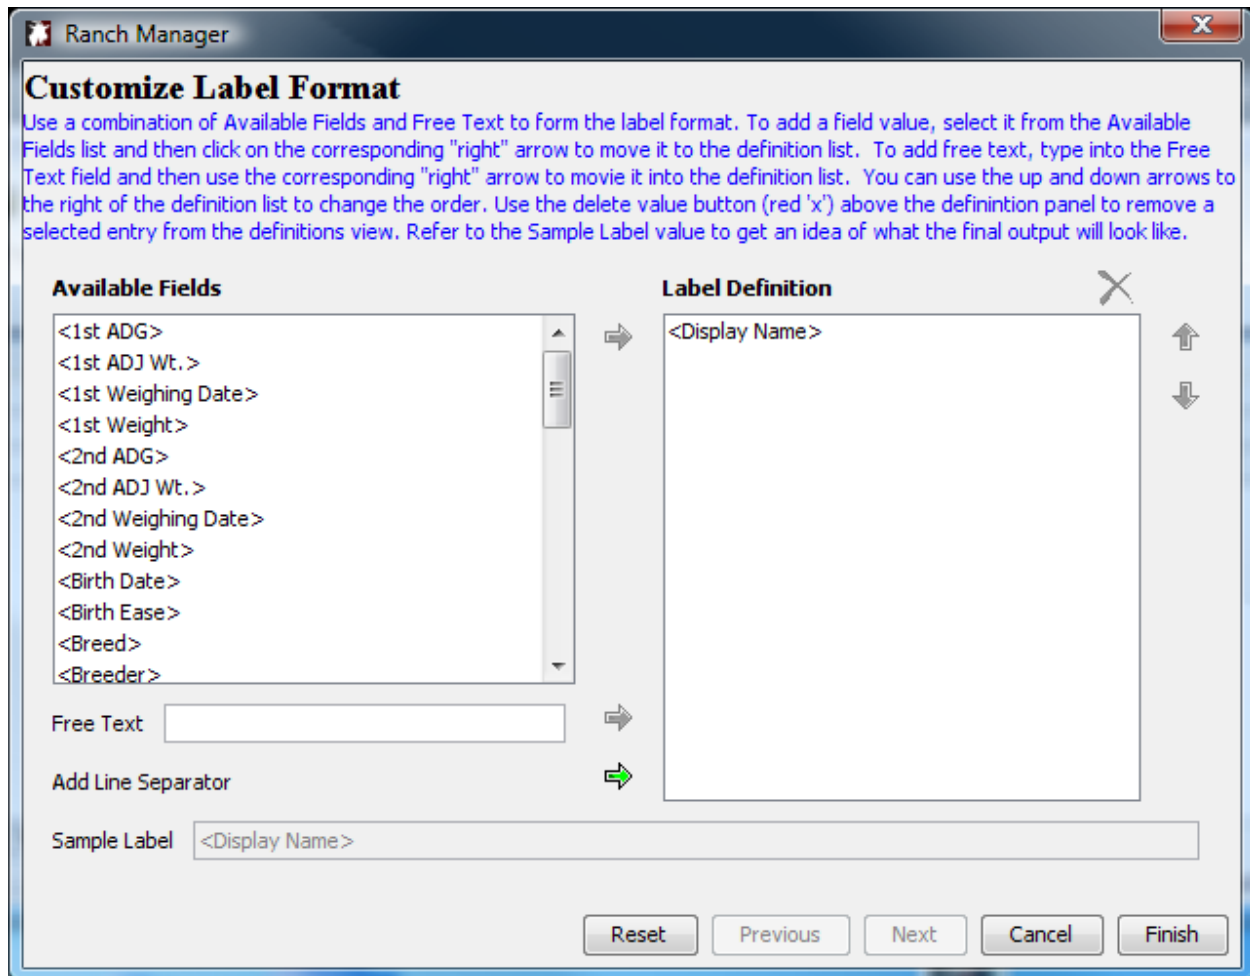 Ranch Manager
Customize Label Format
Use a combination of Available Fields and Free Text to form the label format. To add a field value, select it from the Available
Fields list and then click on the corresponding "right" arrow to move it to the definition list.  To add free text, type into the Free
Text field and then use the corresponding "right" arrow to movie it into the definition list.  You can use the up and down arrows to
the right of the definition list to change the order. Use the delete value button (red 'x') above the definintion panel to remove a
selected entry from the definitions view. Refer to the Sample Label value to get an idea of what the final output will look like.
Available Fields
<1st ADG>
<1st ADJ Wt.>
<1st Weighing Date>
<1st Weight>
<2nd ADG>
<2nd ADJ Wt.>
<2nd Weighing Date>
<2nd Weight>
<Birth Date>
<Birth Ease>
<Breed>
<Breeder>
Label Definition
<Display Name>
Free Text
Add Line Separator
Sample Label <Display Name>
Reset Previous Next Cancel Finish